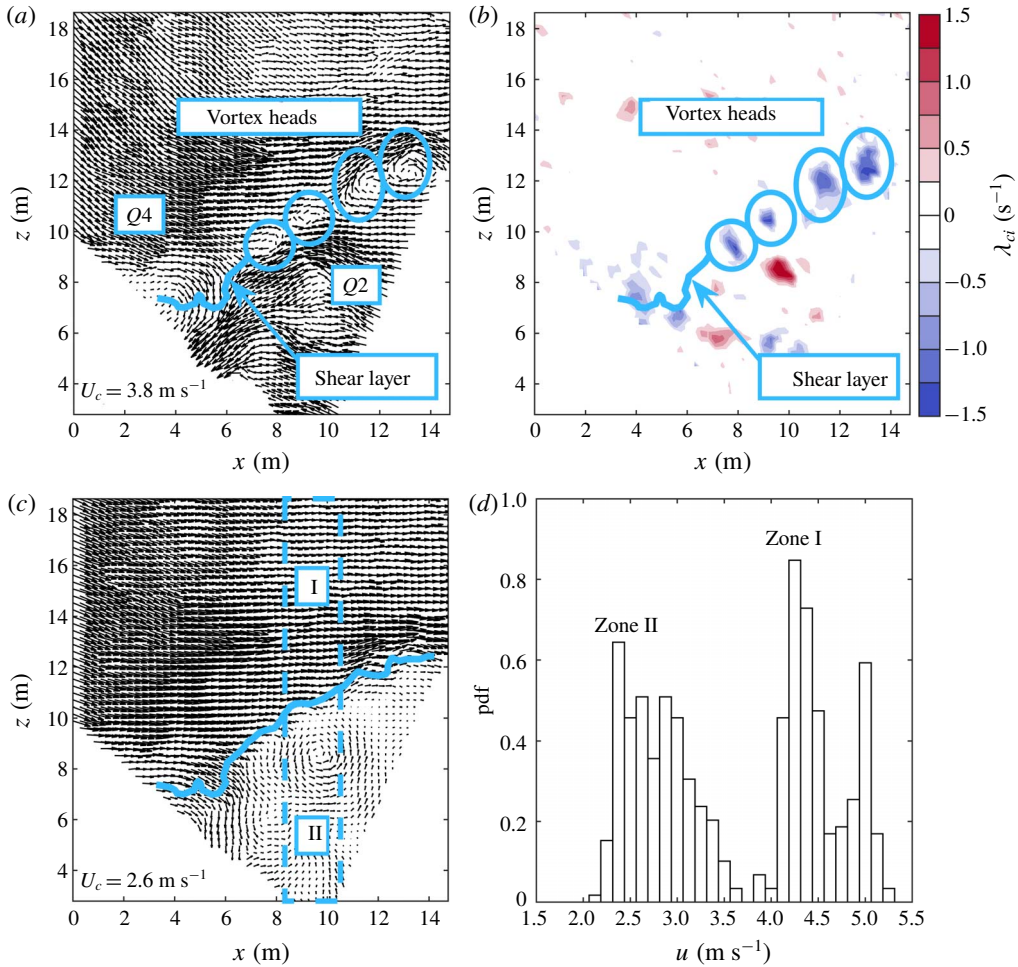 (a)
18
16
14
12
10
8
6
4
z (m)
Vortex heads
Q4
Q2
Shear layer
U_c = 3.8 m s⁻¹
0 2 4 6 8 10 12 14
x (m)
(b)
18
16
14
12
10
8
6
4
z (m)
Vortex heads
Shear layer
0 2 4 6 8 10 12 14
x (m)
1.5
1.0
0.5
0
−0.5
−1.0
−1.5
λ_ci (s⁻¹)
(c)
18
16
14
12
10
8
6
4
z (m)
I
II
U_c = 2.6 m s⁻¹
0 2 4 6 8 10 12 14
x (m)
(d)
1.0
0.8
0.6
0.4
0.2
0
pdf
Zone I
Zone II
1.5 2.5 3.0 4.0 4.5 5.0 5.5
u (m s⁻¹)